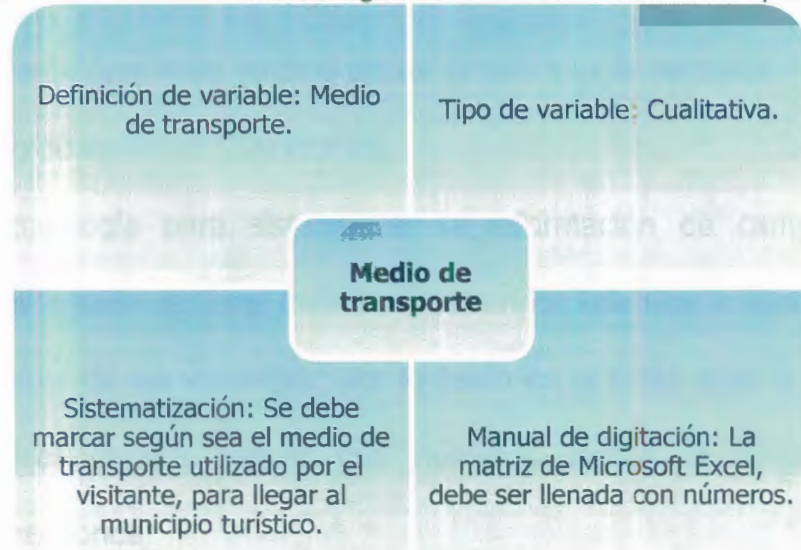 Definición de variable: Medio
de transporte.
Tipo de variable: Cualitativa.
Medio de
transporte
Sistematización: Se debe
marcar según sea el medio de
transporte utilizado por el
visitante, para llegar al
municipio turístico.
Manual de digitación: La
matriz de Microsoft Excel,
debe ser llenada con números.